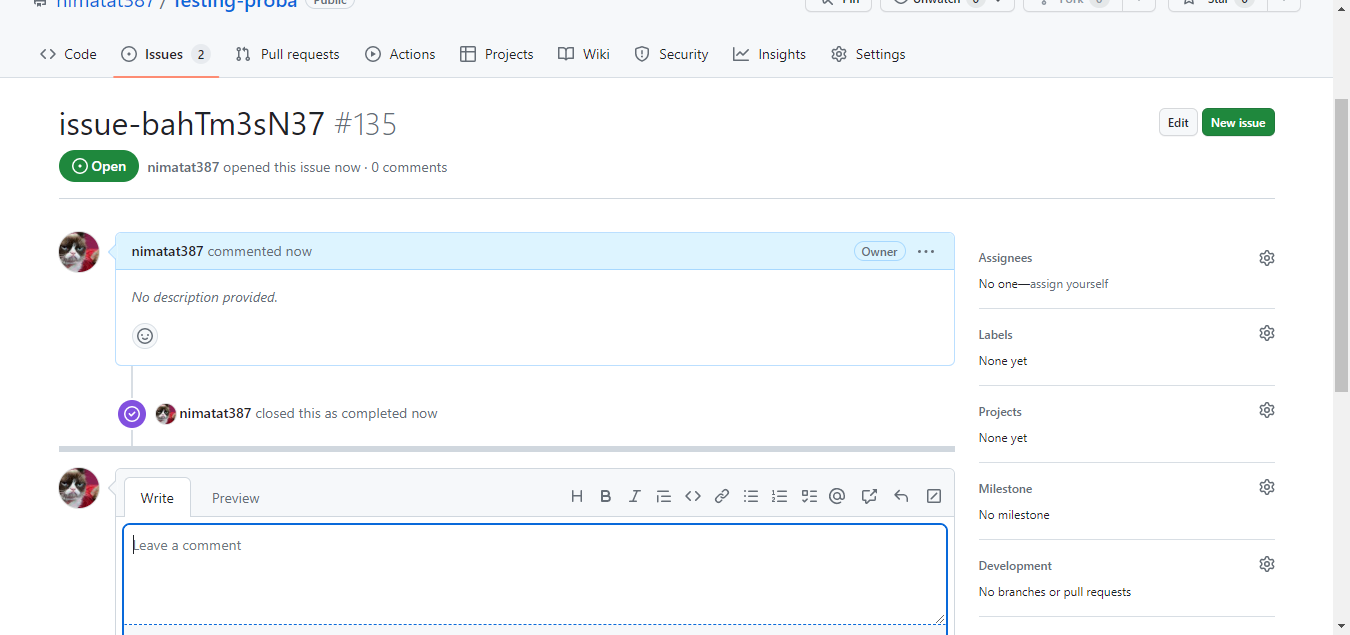 nimatat387 / Testing-proba Public
Pin Unwatch Fork 0 Star 0
Code Issues 2 Pull requests Actions Projects Wiki Security Insights Settings
issue-bahTm3sN37 #135
Edit New issue
Open nimatat387 opened this issue now · 0 comments
nimatat387 commented now Owner
No description provided.
nimatat387 closed this as completed now
Write Preview
Leave a comment
Assignees
No one—assign yourself
Labels
None yet
Projects
None yet
Milestone
No milestone
Development
No branches or pull requests